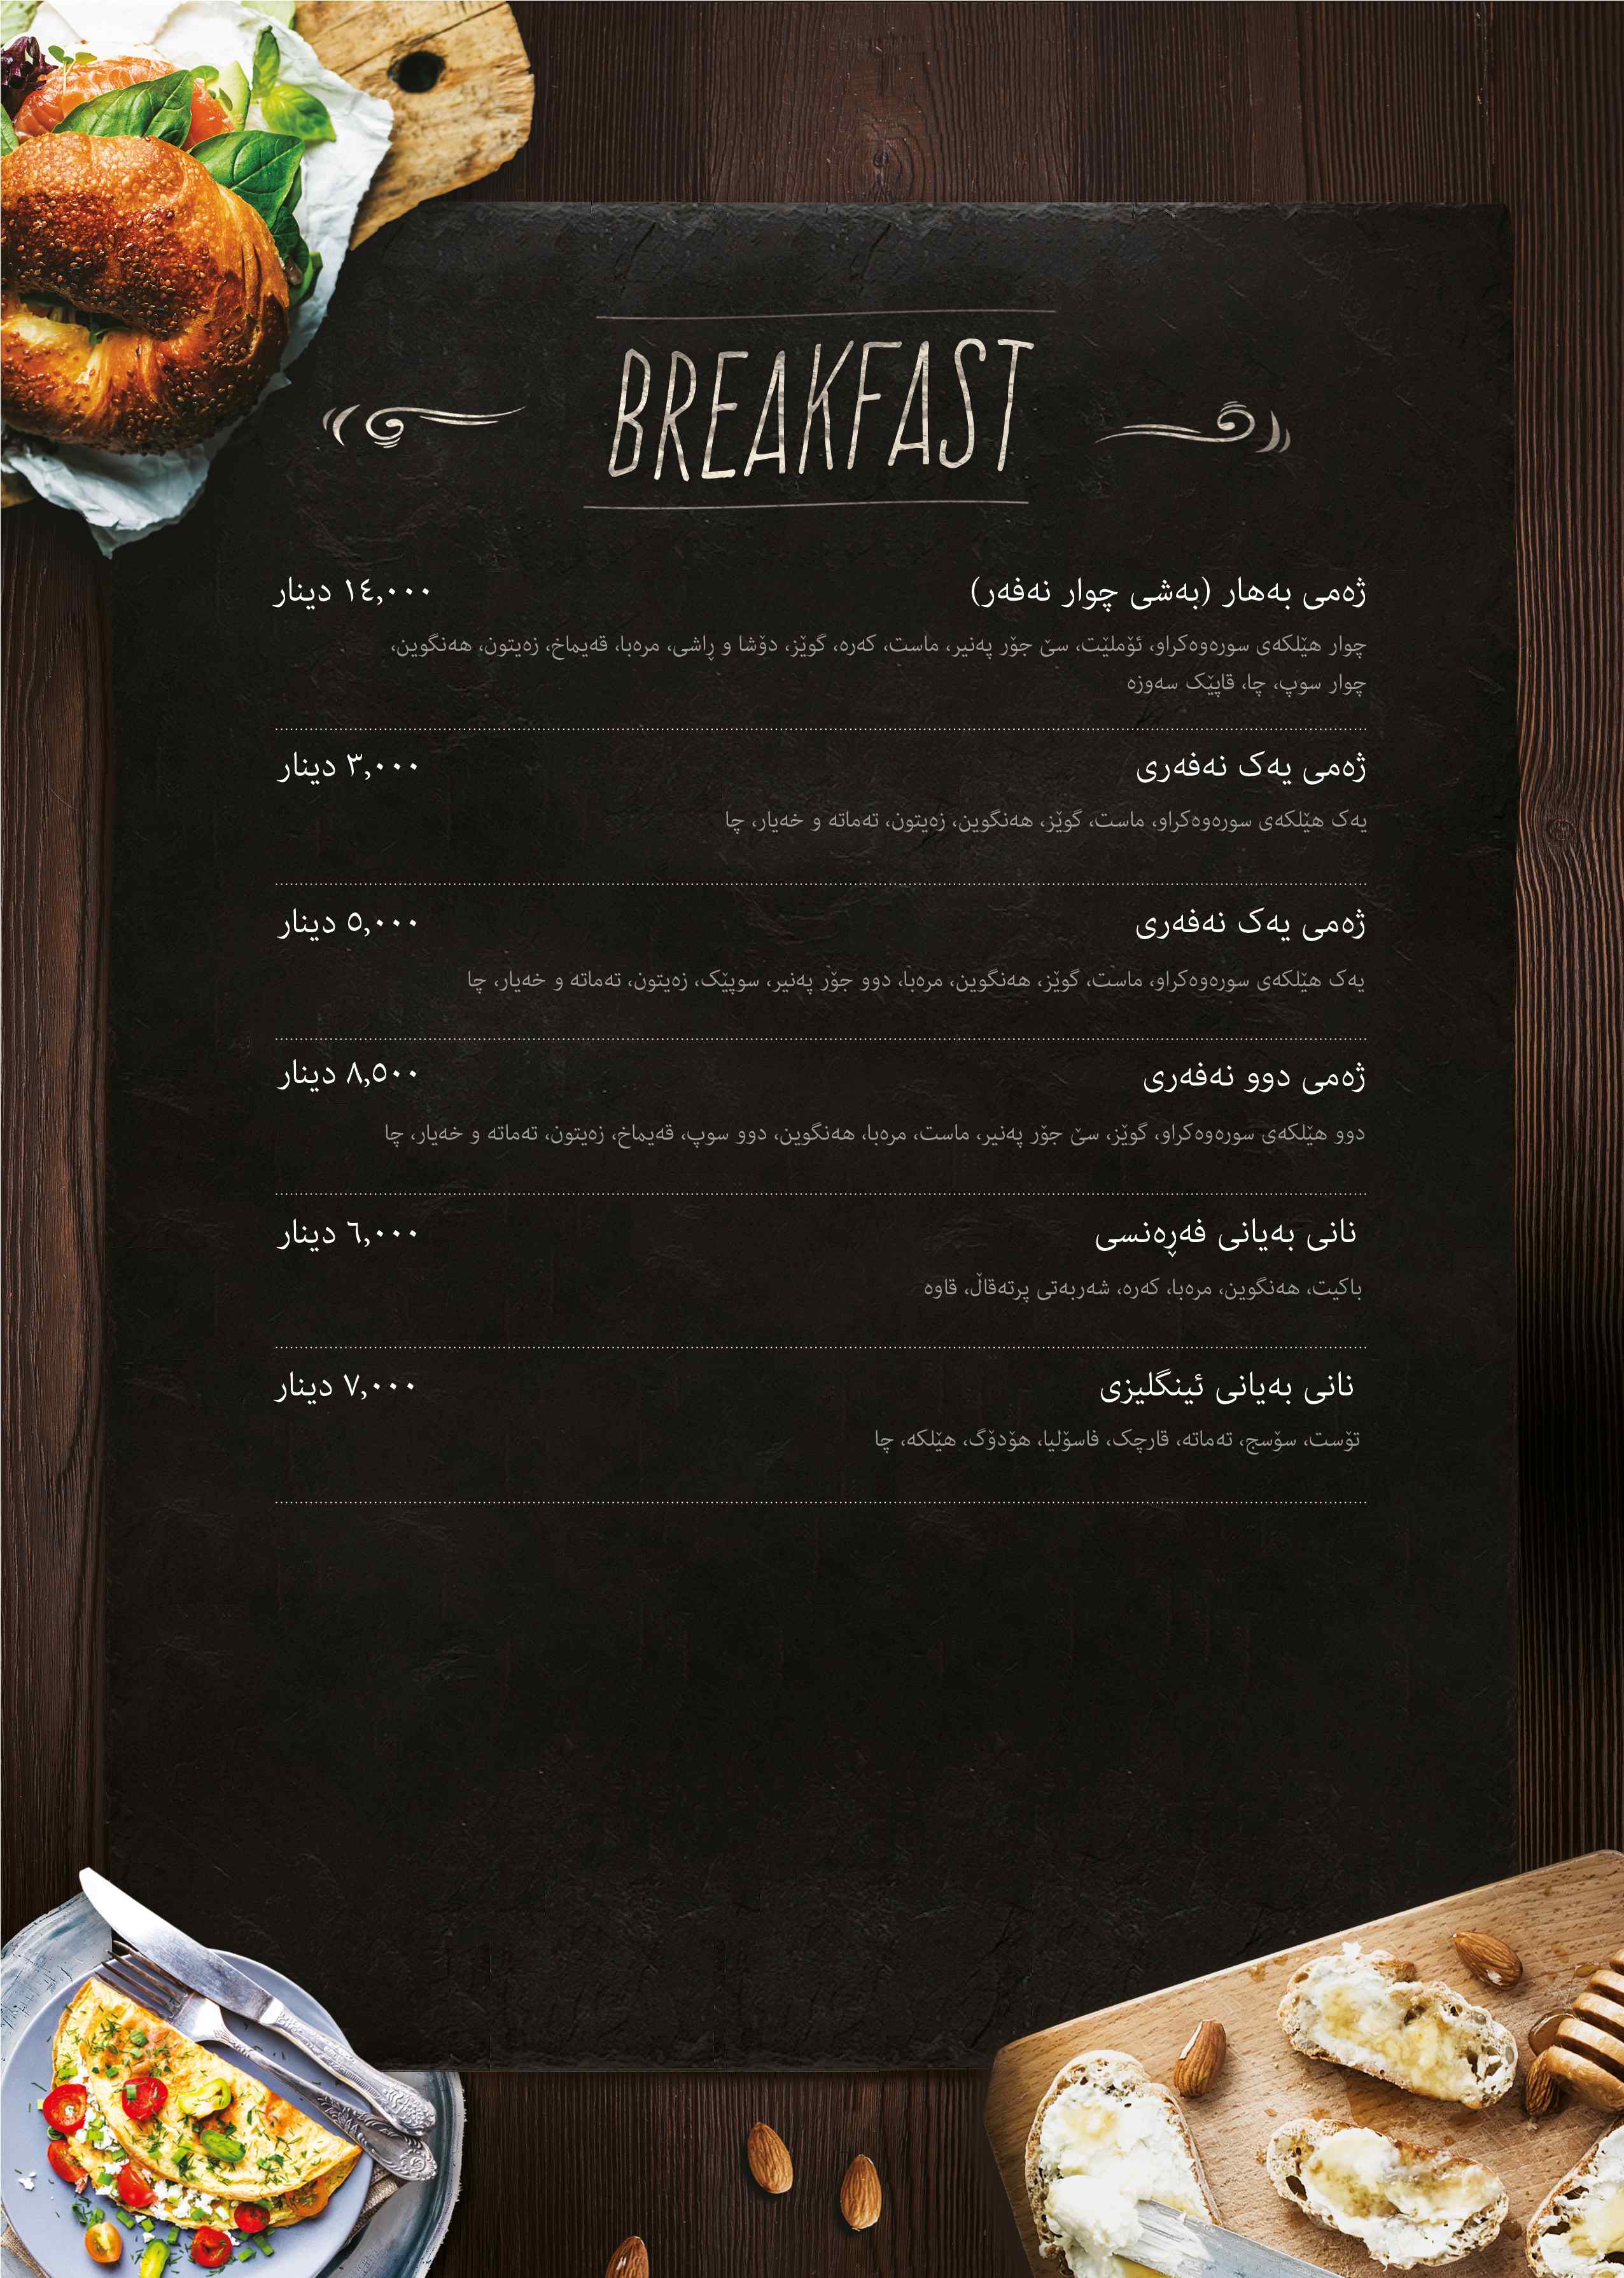 BREAKFAST
ژەمی بەهار (بەشی چوار نەفەر) ١٤,٠٠٠ دینار
چوار هێلکەی سورەوەکراو، ئۆملێت، سێ جۆر پەنیر، ماست، کەرە، گوێز، دۆشا و ڕاشی، مرەبا، قەیماخ، زەیتون، هەنگوین،
چوار سوپ، چا، قاپێک سەوزە
ژەمی یەک نەفەری ٣,٠٠٠ دینار
یەک هێلکەی سورەوەکراو، ماست، گوێز، هەنگوین، زەیتون، تەماتە و خەیار، چا
ژەمی یەک نەفەری ٥,٠٠٠ دینار
یەک هێلکەی سورەوەکراو، ماست، گوێز، هەنگوین، مرەبا، دوو جۆر پەنیر، سوپێک، زەیتون، تەماتە و خەیار، چا
ژەمی دوو نەفەری ٨,٥٠٠ دینار
دوو هێلکەی سورەوەکراو، گوێز، سێ جۆر پەنیر، ماست، مرەبا، هەنگوین، دوو سوپ، قەیماخ، زەیتون، تەماتە و خەیار، چا
نانی بەیانی فەڕەنسی ٦,٠٠٠ دینار
باکیت، هەنگوین، مرەبا، کەرە، شەربەتی پرتەقاڵ، قاوە
نانی بەیانی ئینگلیزی ٧,٠٠٠ دینار
تۆست، سۆسج، تەماتە، قارچک، فاسۆلیا، هۆدۆگ، هێلکە، چا